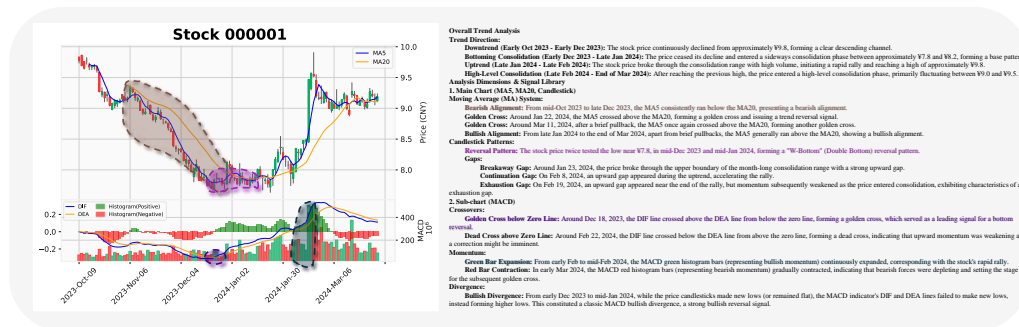 Stock 000001
MA5
MA20
10.0
9.5
9.0
8.5
8.0
Price (CNY)
DIF
DEA
Histogram(Positive)
Histogram(Negative)
0.2
0.0
−0.2
400
200
MACD
10⁶
2023-Oct-09
2023-Nov-06
2023-Dec-04
2024-Jan-02
2024-Jan-30
2024-Mar-06
Overall Trend Analysis
Trend Direction:
Downtrend (Early Oct 2023 - Early Dec 2023): The stock price continuously declined from approximately ¥9.8, forming a clear descending channel.
Bottoming Consolidation (Early Dec 2023 - Late Jan 2024): The price ceased its decline and entered a sideways consolidation phase between approximately ¥7.8 and ¥8.2, forming a base patte
Uptrend (Late Jan 2024 - Late Feb 2024): The stock price broke through the consolidation range with high volume, initiating a rapid rally and reaching a high of approximately ¥9.8.
High-Level Consolidation (Late Feb 2024 - End of Mar 2024): After reaching the previous high, the price entered a high-level consolidation phase, primarily fluctuating between ¥9.0 and ¥9.5.
Analysis Dimensions & Signal Library
1. Main Chart (MA5, MA20, Candlestick)
Moving Average (MA) System:
Bearish Alignment: From mid-Oct 2023 to late Dec 2023, the MA5 consistently ran below the MA20, presenting a bearish alignment.
Golden Cross: Around Jan 22, 2024, the MA5 crossed above the MA20, forming a golden cross and issuing a trend reversal signal.
Golden Cross: Around Mar 11, 2024, after a brief pullback, the MA5 once again crossed above the MA20, forming another golden cross.
Bullish Alignment: From late Jan 2024 to the end of Mar 2024, apart from brief pullbacks, the MA5 generally ran above the MA20, showing a bullish alignment.
Candlestick Patterns:
Reversal Pattern: The stock price twice tested the low near ¥7.8, in mid-Dec 2023 and mid-Jan 2024, forming a "W-Bottom" (Double Bottom) reversal pattern.
Gaps:
Breakaway Gap: Around Jan 23, 2024, the price broke through the upper boundary of the month-long consolidation range with a strong upward gap.
Continuation Gap: On Feb 8, 2024, an upward gap appeared during the uptrend, accelerating the rally.
Exhaustion Gap: On Feb 19, 2024, an upward gap appeared near the end of the rally, but momentum subsequently weakened as the price entered consolidation, exhibiting characteristics of a
exhaustion gap.
2. Sub-chart (MACD)
Crossovers:
Golden Cross below Zero Line: Around Dec 18, 2023, the DIF line crossed above the DEA line from below the zero line, forming a golden cross, which served as a leading signal for a bottom
reversal.
Dead Cross above Zero Line: Around Feb 22, 2024, the DIF line crossed below the DEA line from above the zero line, forming a dead cross, indicating that upward momentum was weakening a
a correction might be imminent.
Momentum:
Green Bar Expansion: From early Feb to mid-Feb 2024, the MACD green histogram bars (representing bullish momentum) continuously expanded, corresponding with the stock's rapid rally.
Red Bar Contraction: In early Mar 2024, the MACD red histogram bars (representing bearish momentum) gradually contracted, indicating that bearish forces were depleting and setting the stage
for the subsequent golden cross.
Divergence:
Bullish Divergence: From early Dec 2023 to mid-Jan 2024, while the price candlesticks made new lows (or remained flat), the MACD indicator's DIF and DEA lines failed to make new lows,
instead forming higher lows. This constituted a classic MACD bullish divergence, a strong bullish reversal signal.